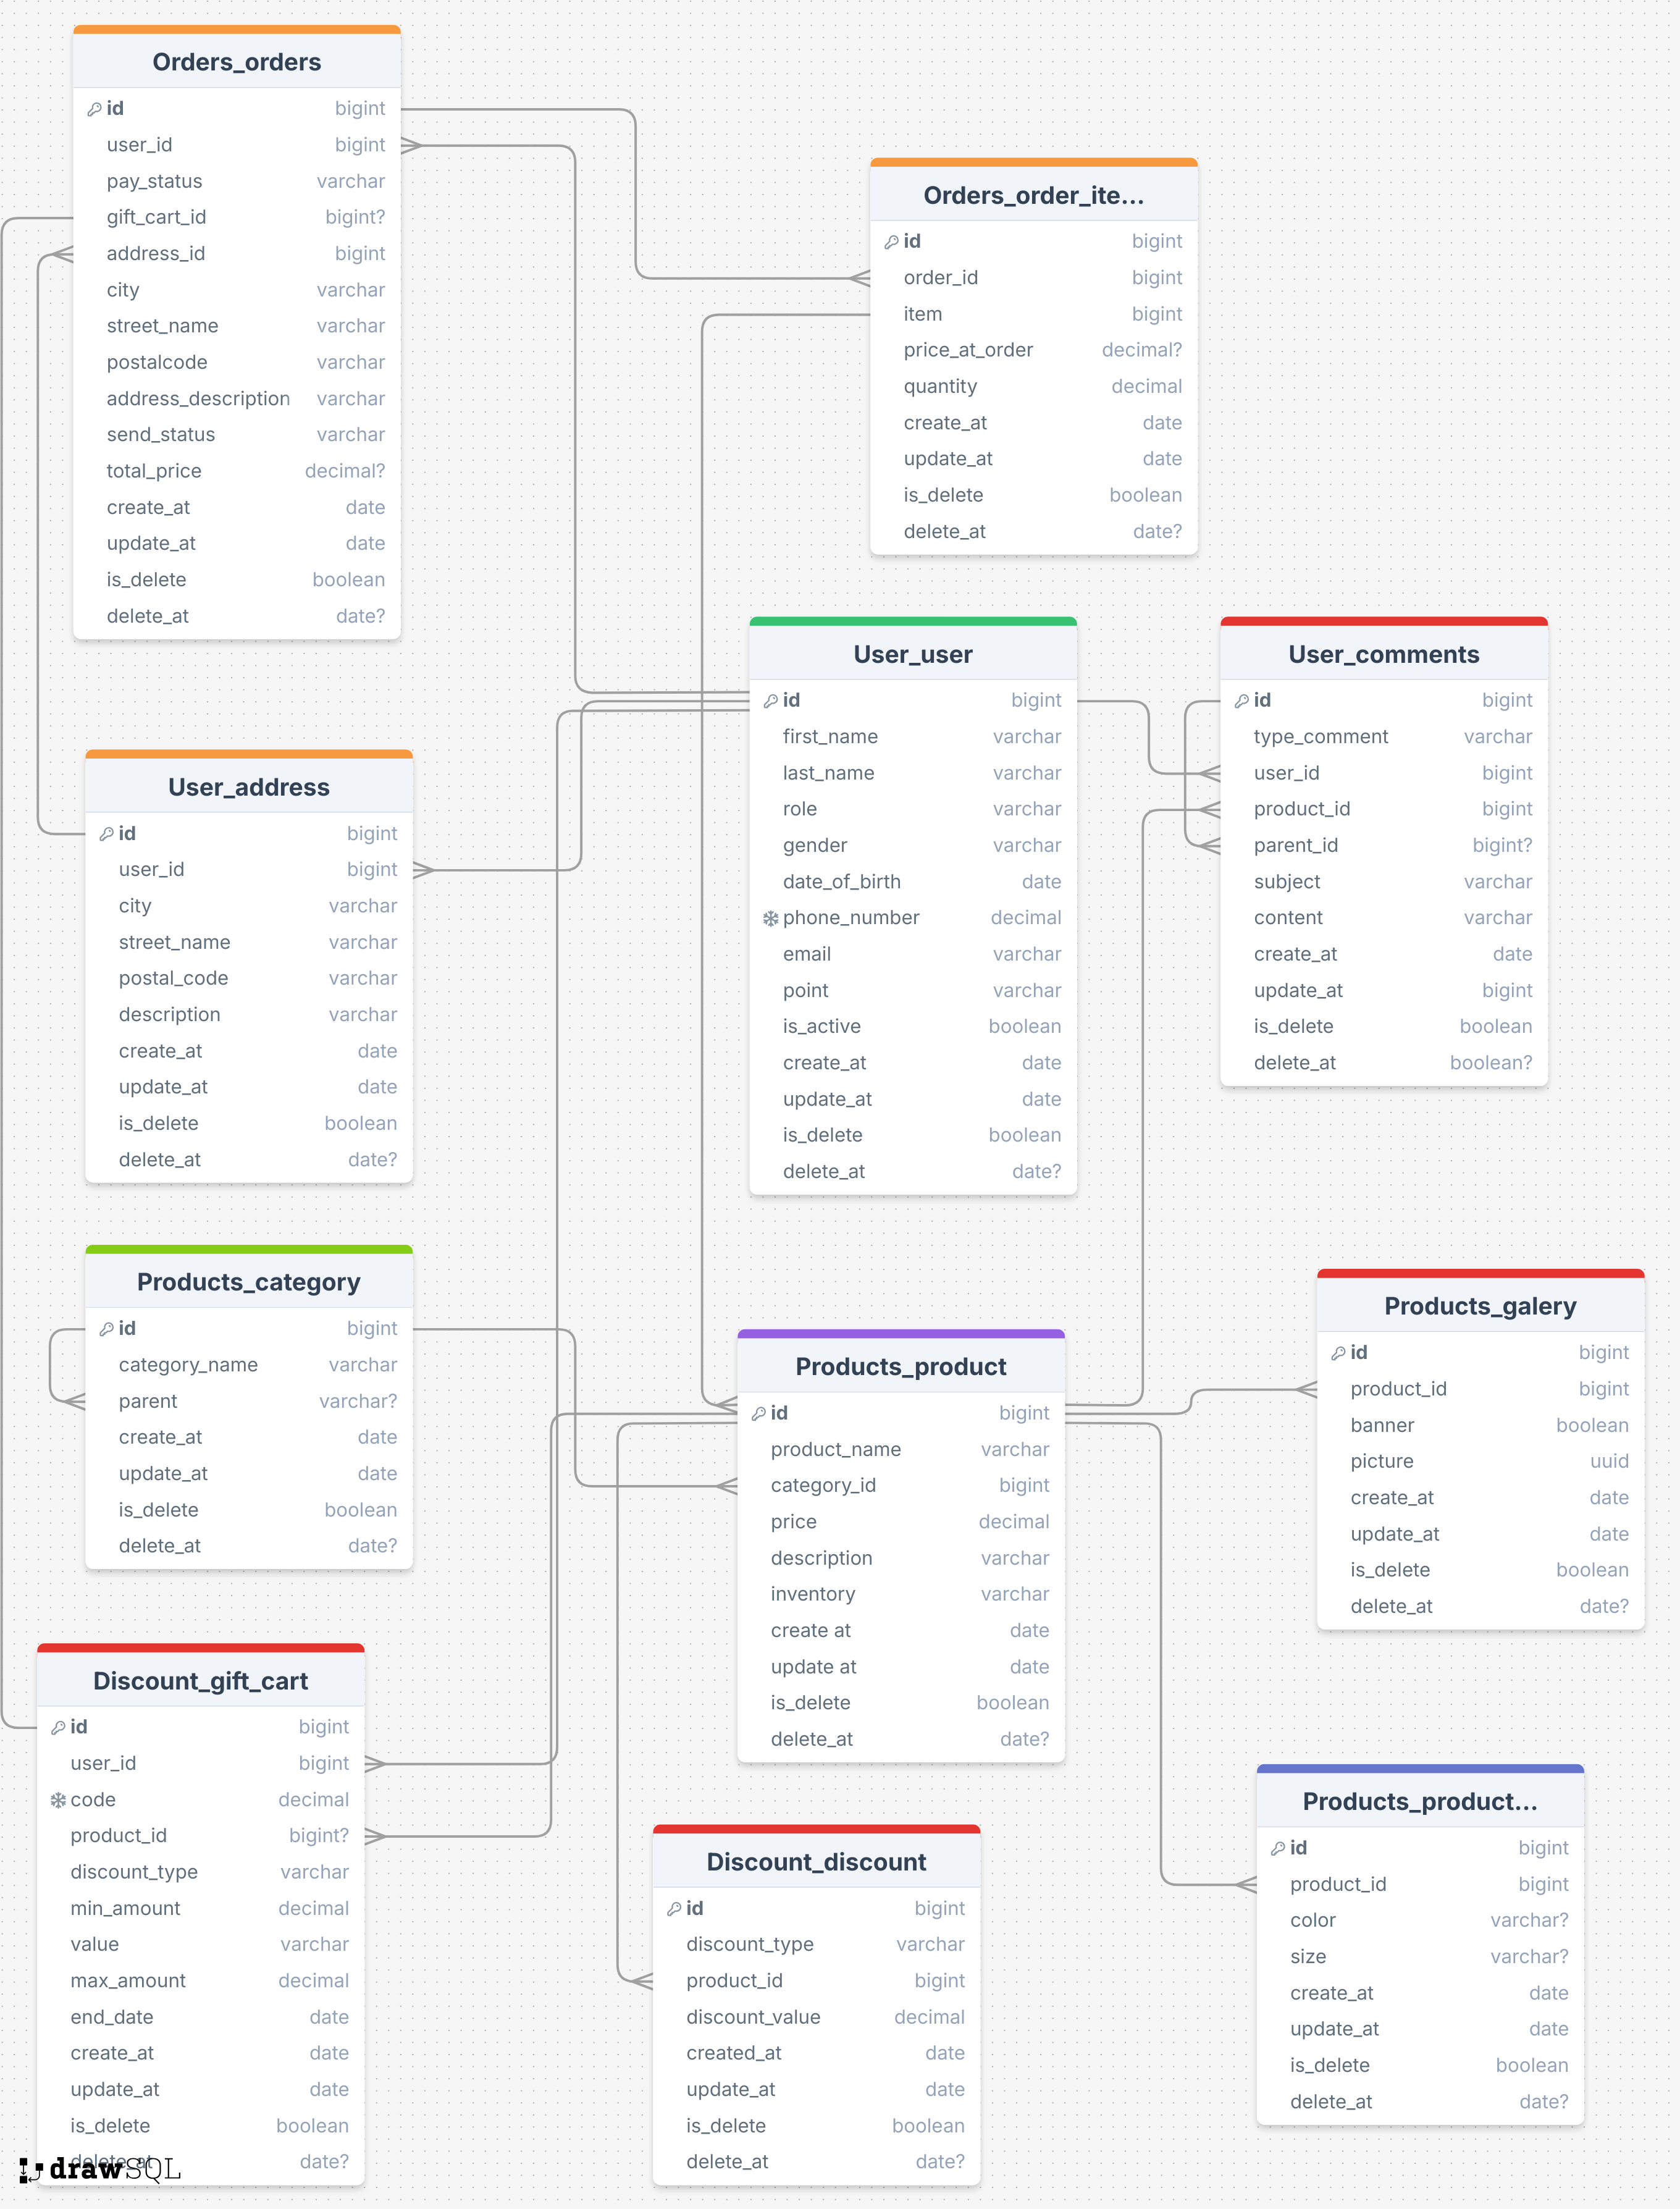 Orders_orders
id bigint
user_id bigint
pay_status varchar
gift_cart_id bigint?
address_id bigint
city varchar
street_name varchar
postalcode varchar
address_description varchar
send_status varchar
total_price decimal?
create_at date
update_at date
is_delete boolean
delete_at date?
Orders_order_ite...
id bigint
order_id bigint
item bigint
price_at_order decimal?
quantity decimal
create_at date
update_at date
is_delete boolean
delete_at date?
User_user
id bigint
first_name varchar
last_name varchar
role varchar
gender varchar
date_of_birth date
phone_number decimal
email varchar
point varchar
is_active boolean
create_at date
update_at date
is_delete boolean
delete_at date?
User_comments
id bigint
type_comment varchar
user_id bigint
product_id bigint
parent_id bigint?
subject varchar
content varchar
create_at date
update_at bigint
is_delete boolean
delete_at boolean?
User_address
id bigint
user_id bigint
city varchar
street_name varchar
postal_code varchar
description varchar
create_at date
update_at date
is_delete boolean
delete_at date?
Products_category
id bigint
category_name varchar
parent varchar?
create_at date
update_at date
is_delete boolean
delete_at date?
Products_product
id bigint
product_name varchar
category_id bigint
price decimal
description varchar
inventory varchar
create at date
update at date
is_delete boolean
delete_at date?
Products_galery
id bigint
product_id bigint
banner boolean
picture uuid
create_at date
update_at date
is_delete boolean
delete_at date?
Discount_gift_cart
id bigint
user_id bigint
code decimal
product_id bigint?
discount_type varchar
min_amount decimal
value varchar
max_amount decimal
end_date date
create_at date
update_at date
is_delete boolean
delete_at date?
Discount_discount
id bigint
discount_type varchar
product_id bigint
discount_value decimal
created_at date
update_at date
is_delete boolean
delete_at date?
Products_product...
id bigint
product_id bigint
color varchar?
size varchar?
create_at date
update_at date
is_delete boolean
delete_at date?
drawSQL